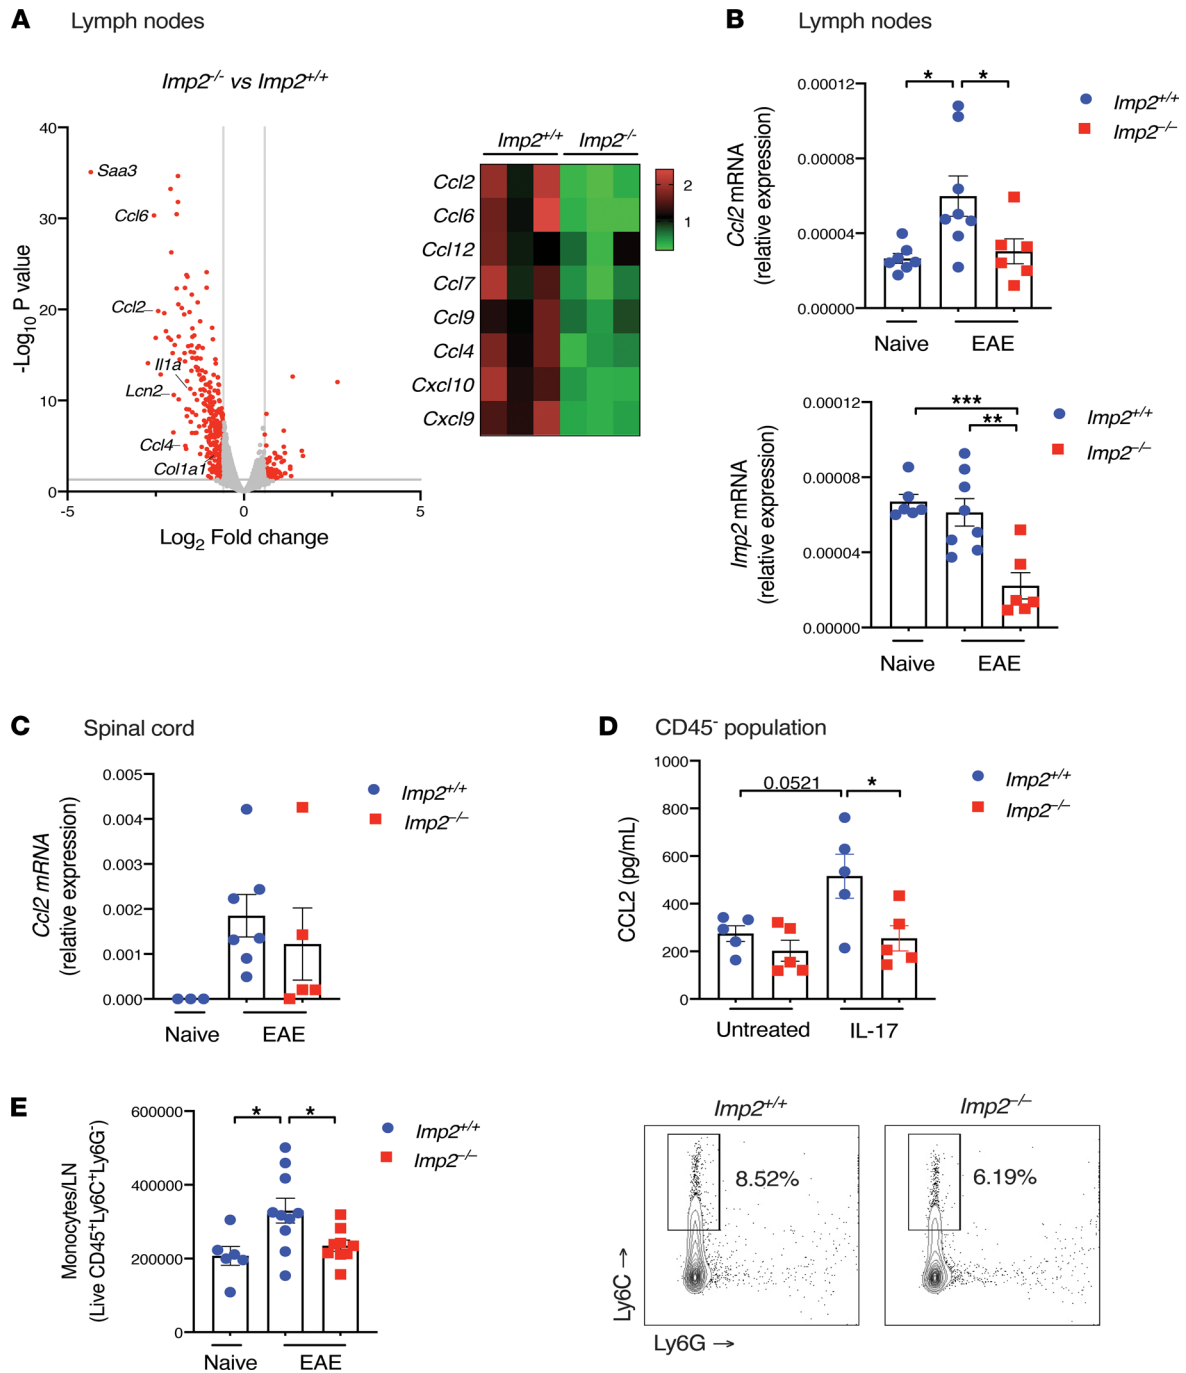 A Lymph nodes
Imp2-/- vs Imp2+/+
-Log10 P value
40
30
20
10
0
-5
0
5
Log2 Fold change
Saa3
Ccl6
Ccl2
Il1a
Lcn2
Ccl4
Col1a1
Imp2+/+ Imp2-/-
Ccl2
Ccl6
Ccl12
Ccl7
Ccl9
Ccl4
Cxcl10
Cxcl9
2
1
B Lymph nodes
Ccl2 mRNA
(relative expression)
0.00012
0.00008
0.00004
0.00000
* *
Naive EAE
Imp2+/+
Imp2–/–
Imp2 mRNA
(relative expression)
0.00012
0.00008
0.00004
0.00000
***
**
Naive EAE
Imp2+/+
Imp2–/–
C Spinal cord
Ccl2 mRNA
(relative expression)
0.005
0.004
0.003
0.002
0.001
0.000
Naive EAE
Imp2+/+
Imp2–/–
D CD45- population
CCL2 (pg/mL)
1000
800
600
400
200
0
0.0521 *
Untreated IL-17
Imp2+/+
Imp2–/–
E
Monocytes/LN
(Live CD45+Ly6C+Ly6G-)
600000
400000
200000
0
* *
Naive EAE
Imp2+/+
Imp2–/–
Imp2+/+ Imp2–/–
8.52% 6.19%
Ly6C →
Ly6G →